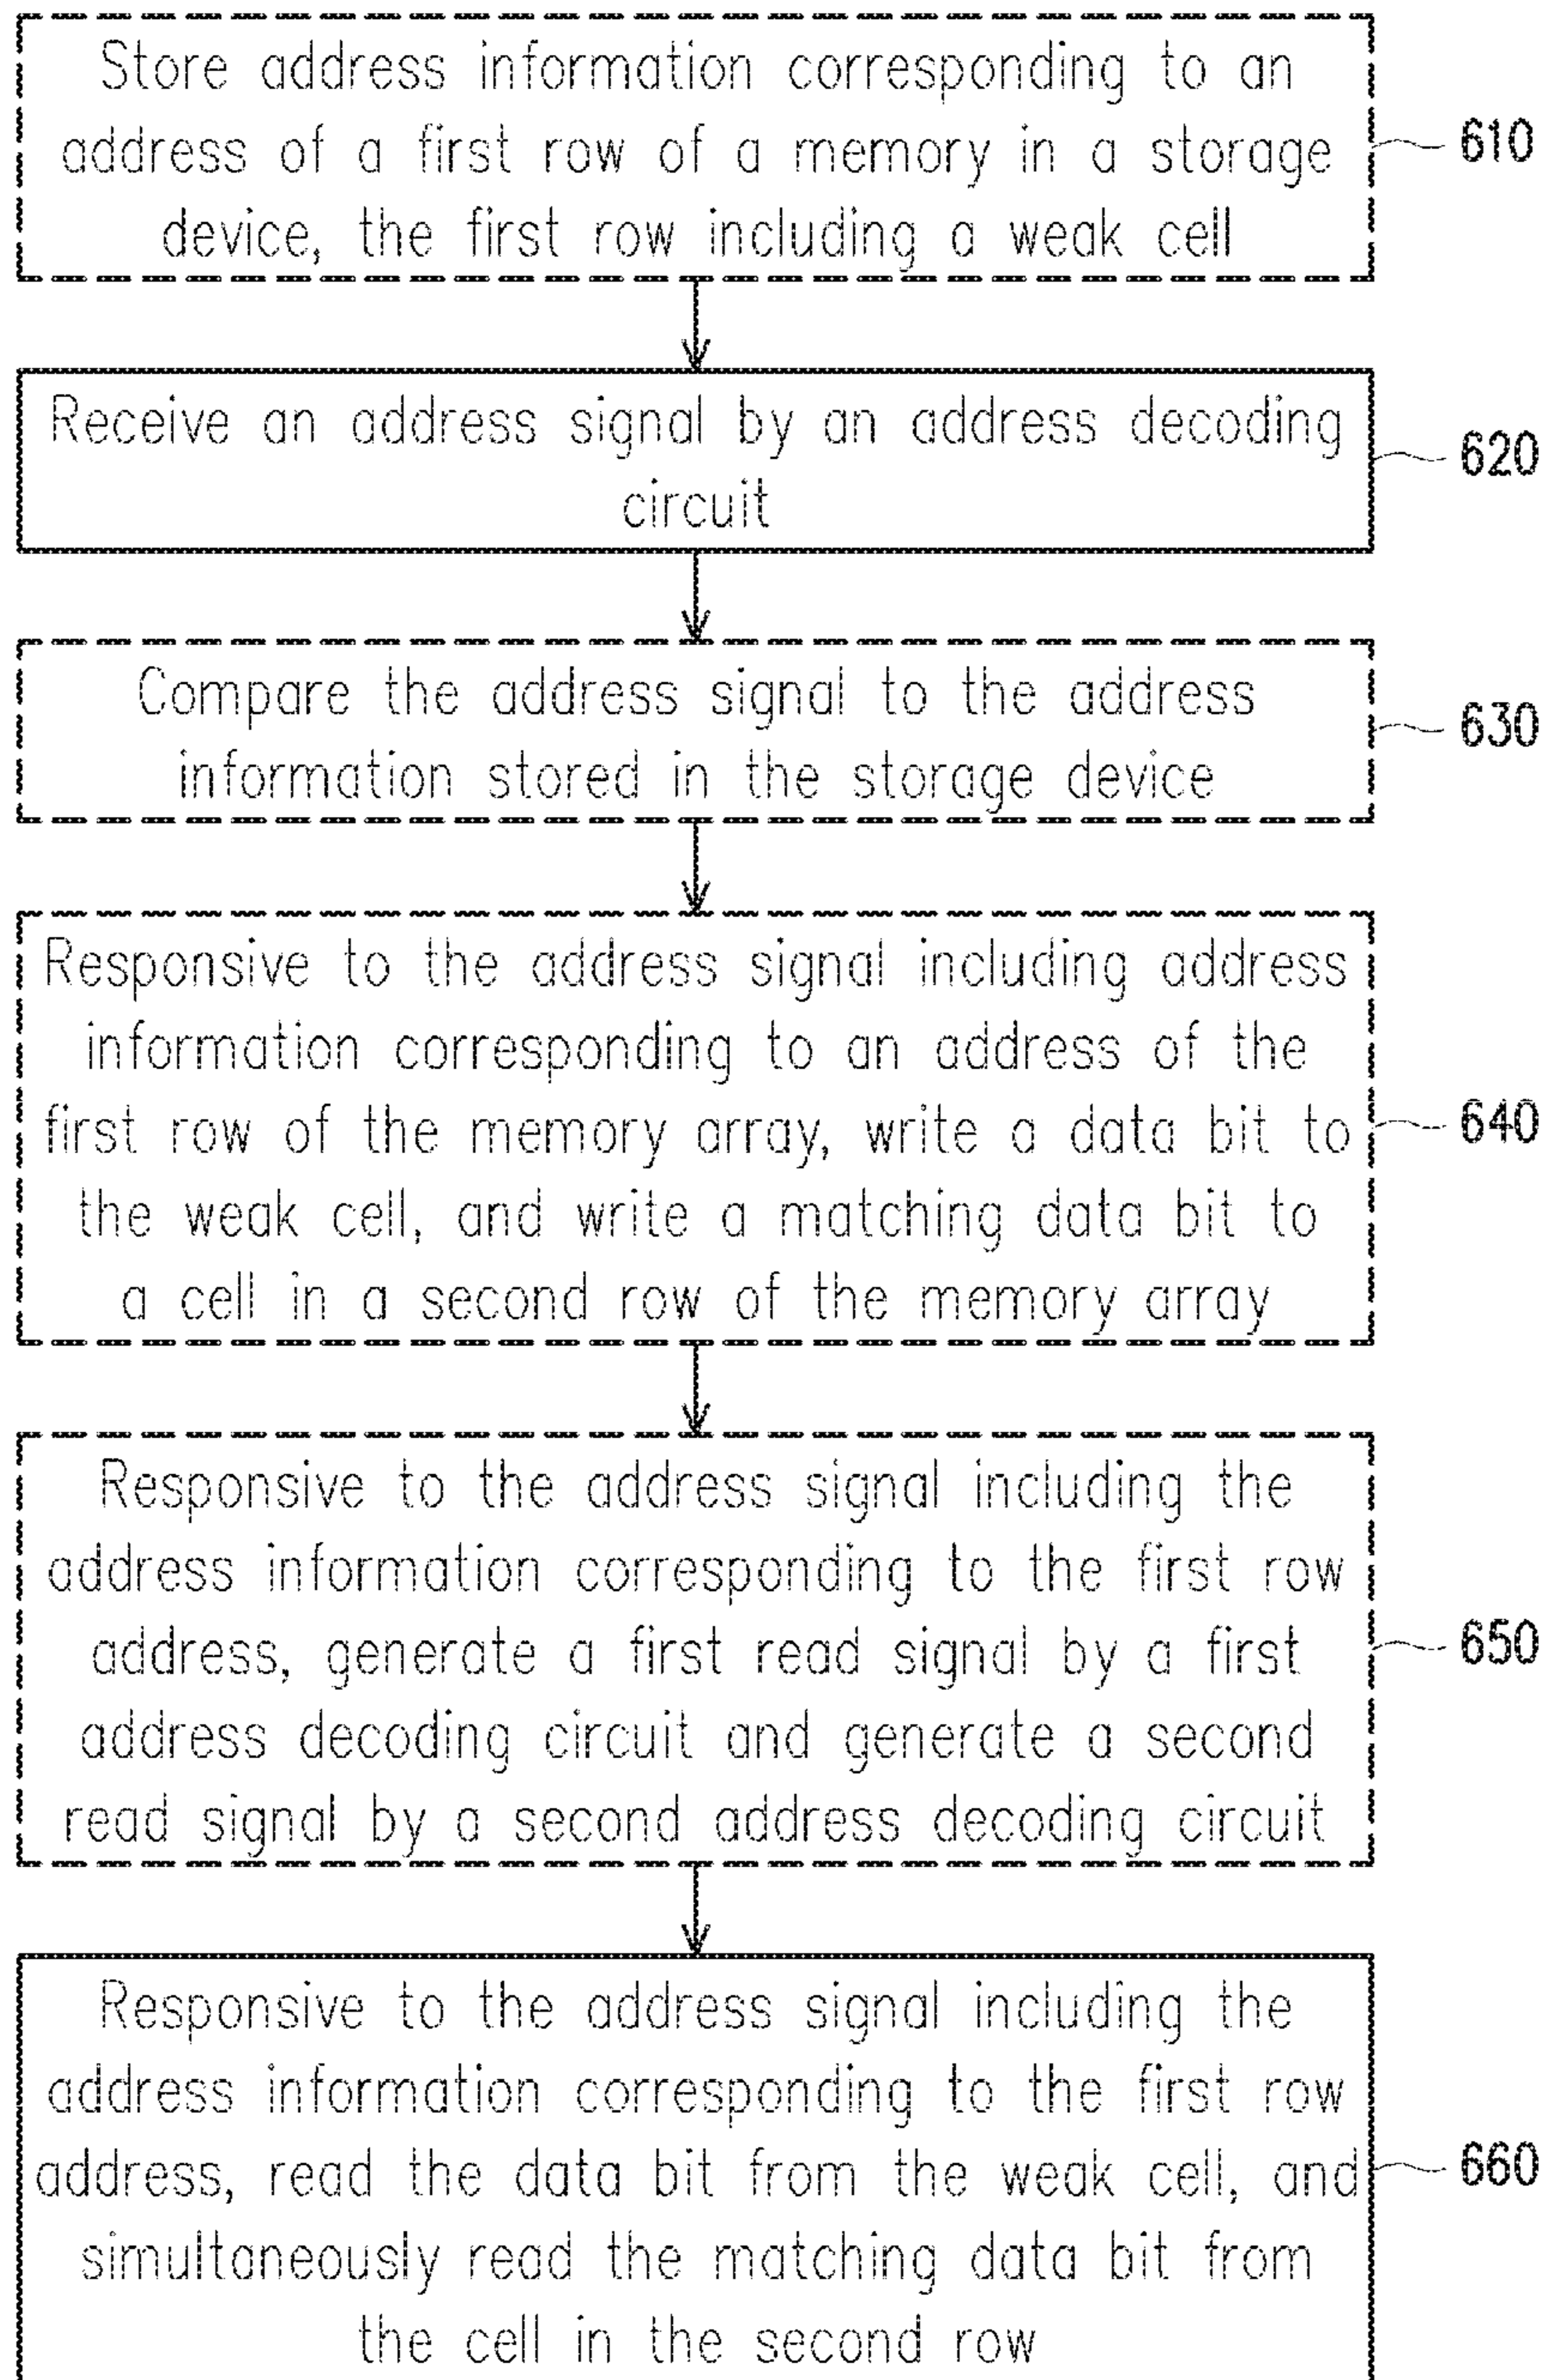 Store address information corresponding to an
address of a first row of a memory in a storage
device, the first row including a weak cell
610
Receive an address signal by an address decoding
circuit
620
Compare the address signal to the address
information stored in the storage device
630
Responsive to the address signal including address
information corresponding to an address of the
first row of the memory array, write a data bit to
the weak cell, and write a matching data bit to
a cell in a second row of the memory array
640
Responsive to the address signal including the
address information corresponding to the first row
address, generate a first read signal by a first
address decoding circuit and generate a second
read signal by a second address decoding circuit
650
Responsive to the address signal including the
address information corresponding to the first row
address, read the data bit from the weak cell, and
simultaneously read the matching data bit from
the cell in the second row
660